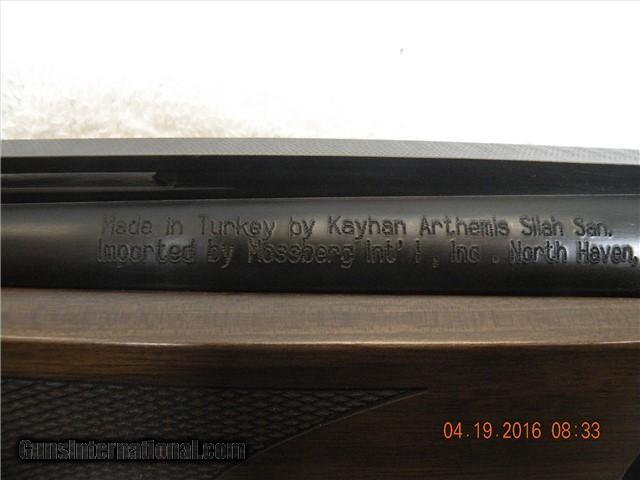 Made in Turkey by Kayhan Arthemis Silah San.
Imported by Mossberg Int'l, Inc. North Haven,
04.19.2016 08:33
GunsInternational.com